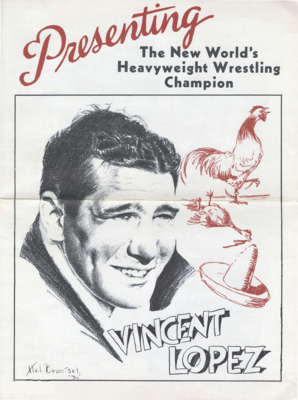 Presenting
The New World's
Heavyweight Wrestling
Champion
VINCENT
LOPEZ